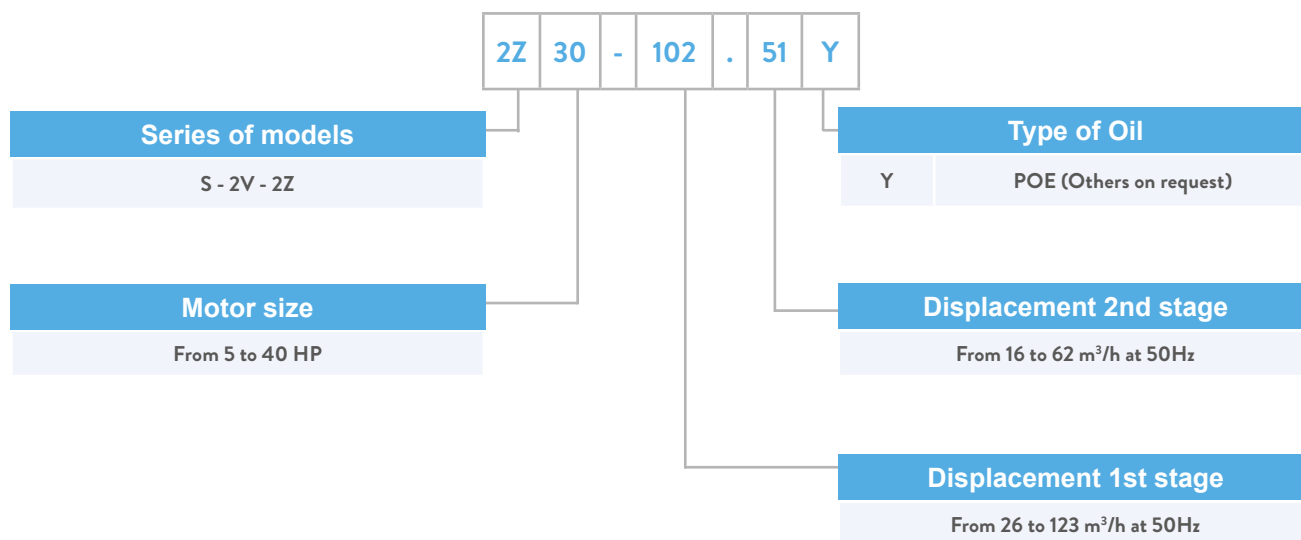 2Z 30 - 102 . 51 Y
Series of models
S - 2V - 2Z
Type of Oil
Y POE (Others on request)
Motor size
From 5 to 40 HP
Displacement 2nd stage
From 16 to 62 m³/h at 50Hz
Displacement 1st stage
From 26 to 123 m³/h at 50Hz